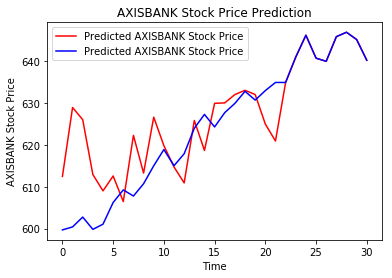 AXISBANK Stock Price Prediction
Predicted AXISBANK Stock Price
Predicted AXISBANK Stock Price
AXISBANK Stock Price
640
630
620
610
600
0 5 10 15 20 25 30
Time